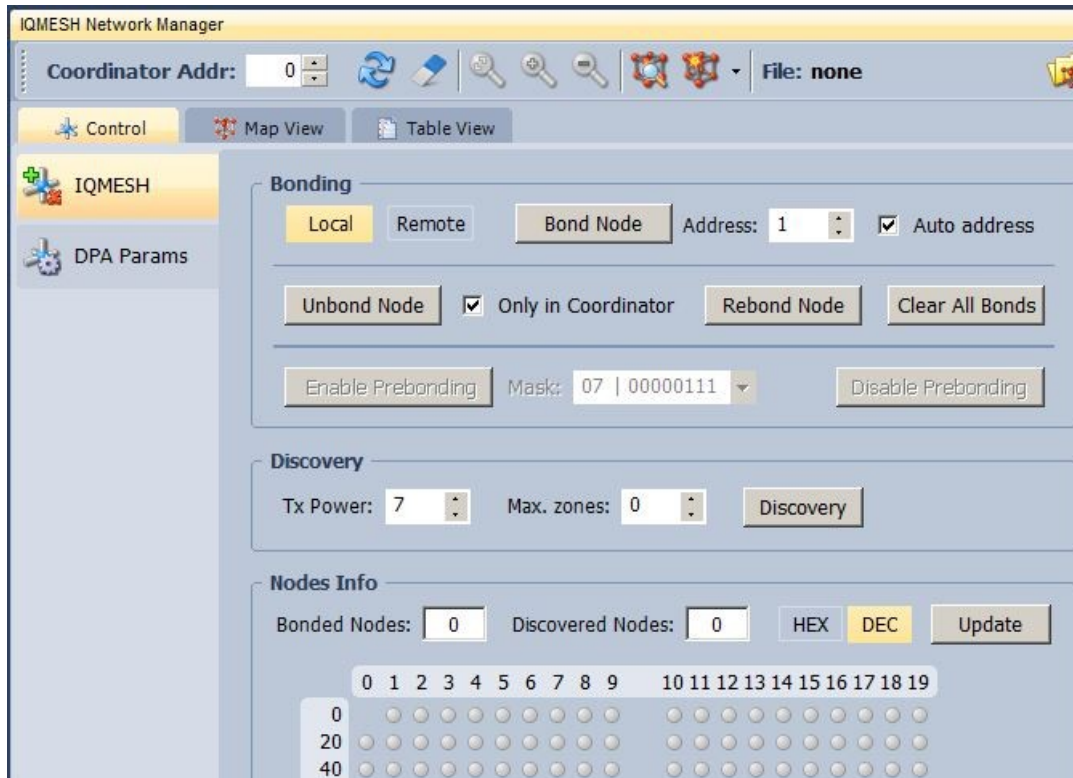 IQMESH Network Manager
Coordinator Addr: 0 File: none
Control Map View Table View
IQMESH
DPA Params
Bonding
Local Remote Bond Node Address: 1 Auto address
Unbond Node Only in Coordinator Rebond Node Clear All Bonds
Enable Prebonding Mask: 07 | 00000111 Disable Prebonding
Discovery
Tx Power: 7 Max. zones: 0 Discovery
Nodes Info
Bonded Nodes: 0 Discovered Nodes: 0 HEX DEC Update
0 1 2 3 4 5 6 7 8 9 10 11 12 13 14 15 16 17 18 19
0
20
40